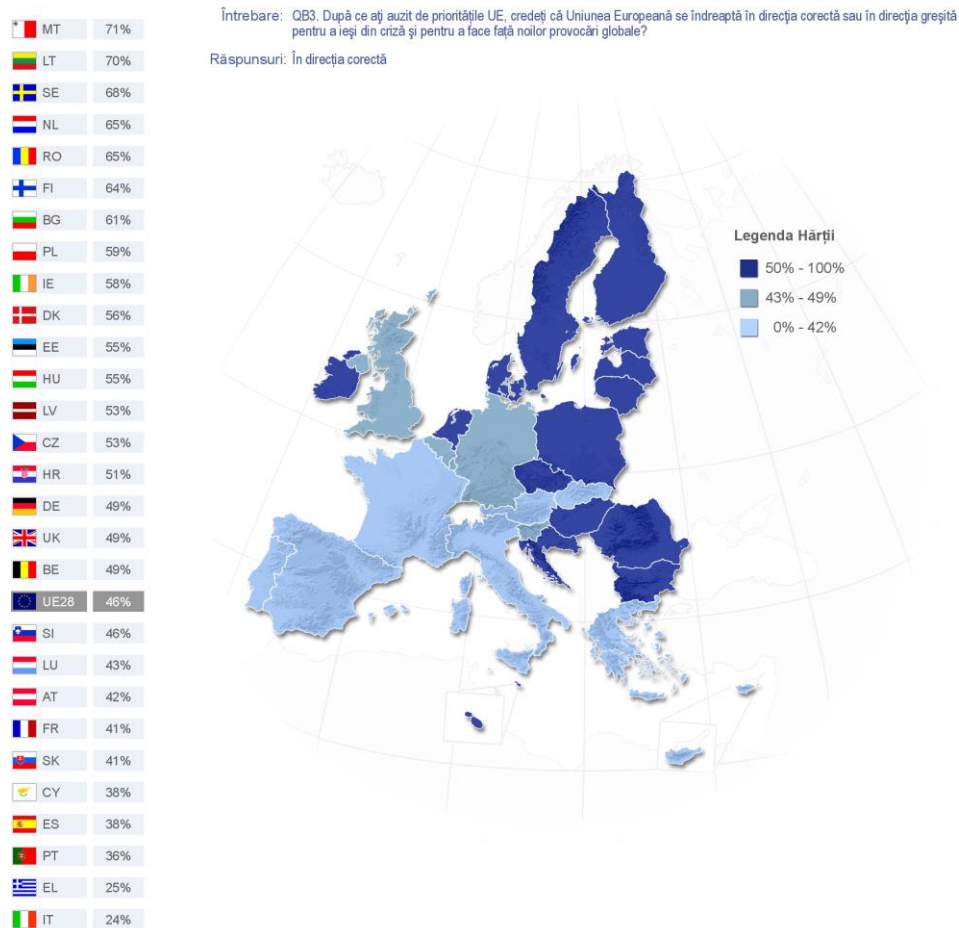 Întrebare: QB3. După ce aţi auzit de priorităţile UE, credeţi că Uniunea Europeană se îndreaptă în direcţia corectă sau în direcţia greşită
pentru a ieşi din criză şi pentru a face faţă noilor provocări globale?
Răspunsuri: În direcţia corectă
MT 71%
LT 70%
SE 68%
NL 65%
RO 65%
FI 64%
BG 61%
PL 59%
IE 58%
DK 56%
EE 55%
HU 55%
LV 53%
CZ 53%
HR 51%
DE 49%
UK 49%
BE 49%
UE28 46%
SI 46%
LU 43%
AT 42%
FR 41%
SK 41%
CY 38%
ES 38%
PT 36%
EL 25%
IT 24%
Legenda Hărţii
50% - 100%
43% - 49%
0% - 42%